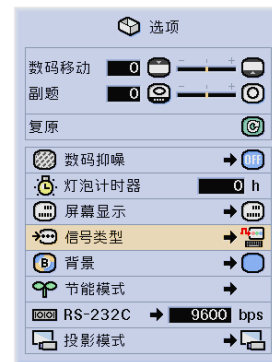 选项
数码移动 0
副题 0
复原
数码抑噪 OFF
灯泡计时器 0 h
屏幕显示
信号类型
B 背景
节能模式
RS-232C 9600 bps
投影模式